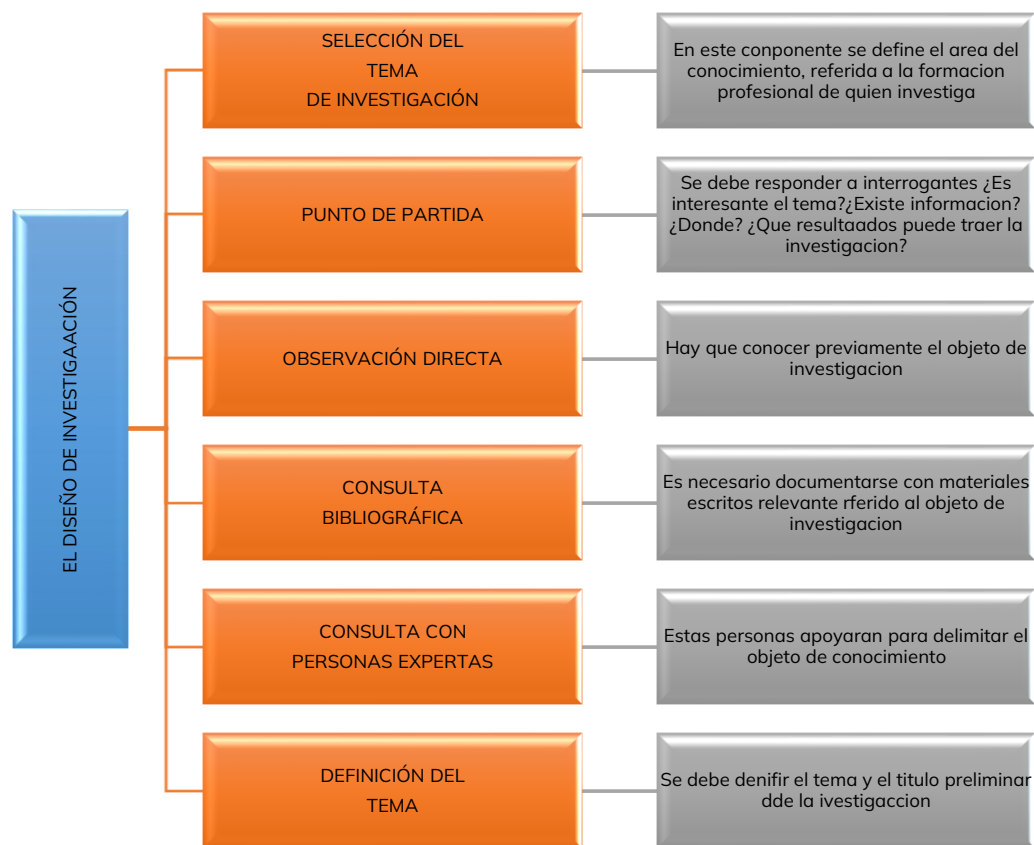 EL DISEÑO DE INVESTIGAACIÓN
SELECCIÓN DEL
TEMA
DE INVESTIGACIÓN
En este conponente se define el area del
conocimiento, referida a la formacion
profesional de quien investiga
PUNTO DE PARTIDA
Se debe responder a interrogantes ¿Es
interesante el tema?¿Existe informacion?
¿Donde? ¿Que resultaados puede traer la
investigacion?
OBSERVACIÓN DIRECTA
Hay que conocer previamente el objeto de
investigacion
CONSULTA
BIBLIOGRÁFICA
Es necesario documentarse con materiales
escritos relevante rferido al objeto de
investigacion
CONSULTA CON
PERSONAS EXPERTAS
Estas personas apoyaran para delimitar el
objeto de conocimiento
DEFINICIÓN DEL
TEMA
Se debe denifir el tema y el titulo preliminar
dde la ivestigaccion